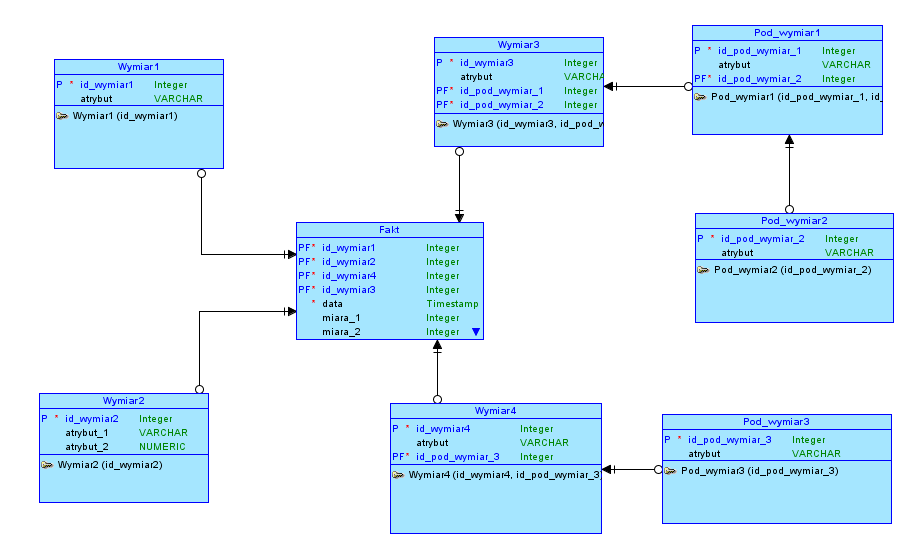 Wymiar1
P * id_wymiar1 Integer
atrybut VARCHAR
Wymiar1 (id_wymiar1)
Wymiar3
P * id_wymiar3 Integer
atrybut VARCHA
PF* id_pod_wymiar_1 Integer
PF* id_pod_wymiar_2 Integer
Wymiar3 (id_wymiar3, id_pod_w
Pod_wymiar1
P * id_pod_wymiar_1 Integer
atrybut VARCHAR
PF* id_pod_wymiar_2 Integer
Pod_wymiar1 (id_pod_wymiar_1, id_
Fakt
PF* id_wymiar1 Integer
PF* id_wymiar2 Integer
PF* id_wymiar4 Integer
PF* id_wymiar3 Integer
* data Timestamp
miara_1 Integer
miara_2 Integer
Pod_wymiar2
P * id_pod_wymiar_2 Integer
atrybut VARCHAR
Pod_wymiar2 (id_pod_wymiar_2)
Wymiar2
P * id_wymiar2 Integer
atrybut_1 VARCHAR
atrybut_2 NUMERIC
Wymiar2 (id_wymiar2)
Wymiar4
P * id_wymiar4 Integer
atrybut VARCHAR
PF* id_pod_wymiar_3 Integer
Wymiar4 (id_wymiar4, id_pod_wymiar_3
Pod_wymiar3
P * id_pod_wymiar_3 Integer
atrybut VARCHAR
Pod_wymiar3 (id_pod_wymiar_3)